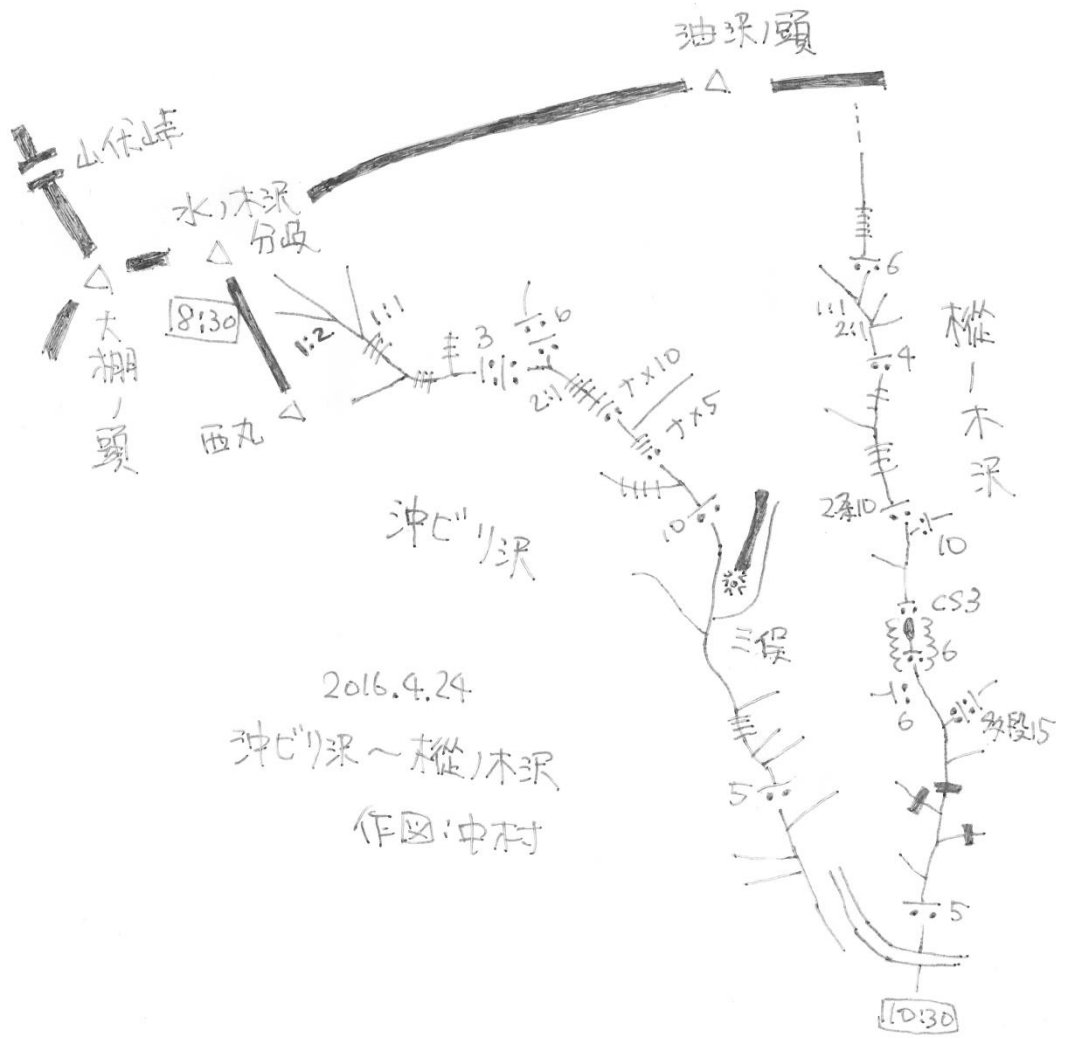 油沢ノ頭
山伏峠
水ノ木沢
分岐
8:30
大棚ノ頭
西丸
1:2
1:1
3
6
2:1
ナメ10
ナメ5
10
沖ビリ沢
三俣
5
6
1:1
2:1
4
樅ノ木沢
2条10
10
CS3
6
6
多段15
5
10:30
2016.4.24
沖ビリ沢～樅ノ木沢
作図:中村